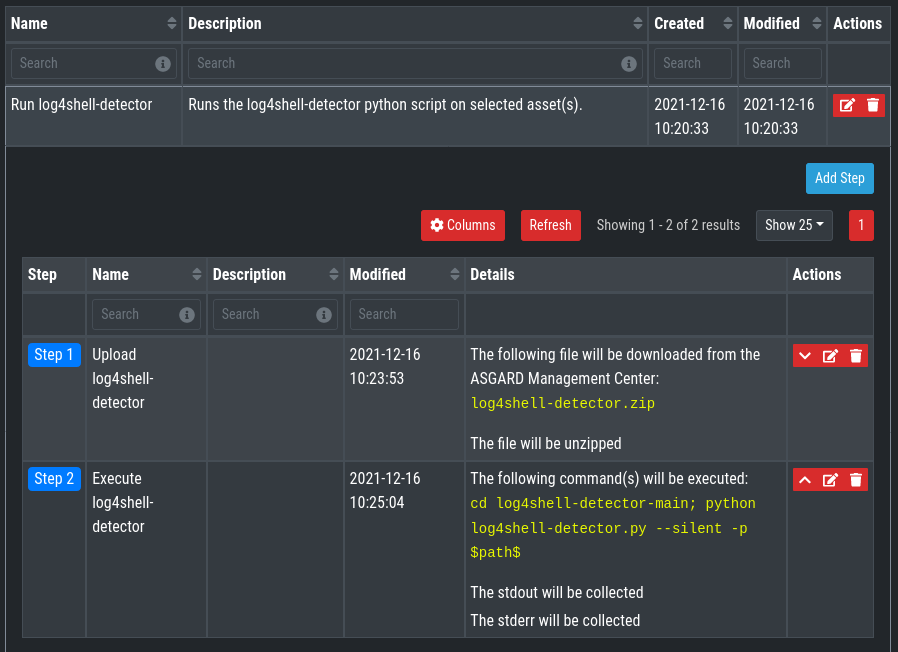 Name Description Created Modified Actions
Search Search Search Search
Run log4shell-detector Runs the log4shell-detector python script on selected asset(s). 2021-12-16 2021-12-16
10:20:33 10:20:33
Add Step
Columns Refresh Showing 1 - 2 of 2 results Show 25 1
Step Name Description Modified Details Actions
Search Search Search
Step 1 Upload 2021-12-16 The following file will be downloaded from the
log4shell- 10:23:53 ASGARD Management Center:
detector log4shell-detector.zip
The file will be unzipped
Step 2 Execute 2021-12-16 The following command(s) will be executed:
log4shell- 10:25:04 cd log4shell-detector-main; python
detector log4shell-detector.py --silent -p
$path$
The stdout will be collected
The stderr will be collected